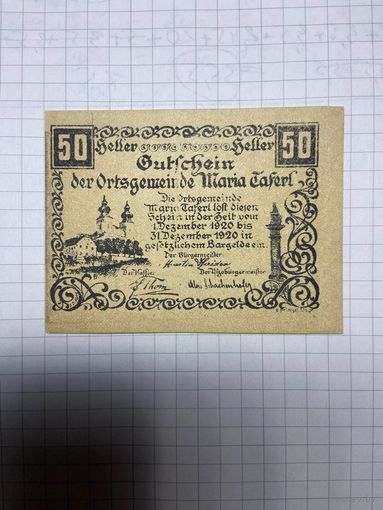 50 Heller Heller 50
Gutschein
der Ortsgemeinde Maria Taferl
Die Ortsgemeinde
Maria Taferl löst diesen
Schein in der Zeit vom
1. Dezember 1920 bis
31. Dezember 1920 in
gesetzlichem Bargelde ein.
Der Bürgermeister
Der Kassier Der Vizebürgermeister
J. Thom